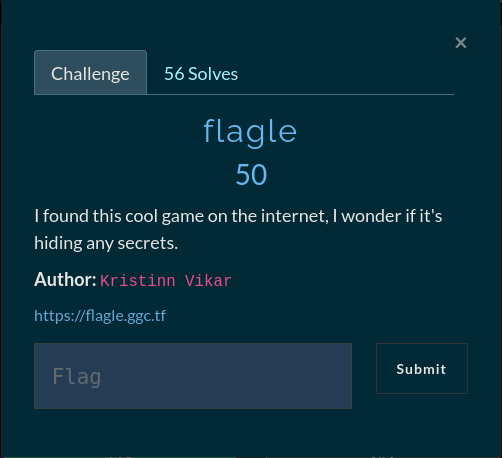 ×
Challenge
56 Solves
flagle
50
I found this cool game on the internet, I wonder if it's
hiding any secrets.
Author: Kristinn Vikar
https://flagle.ggc.tf
Flag
Submit